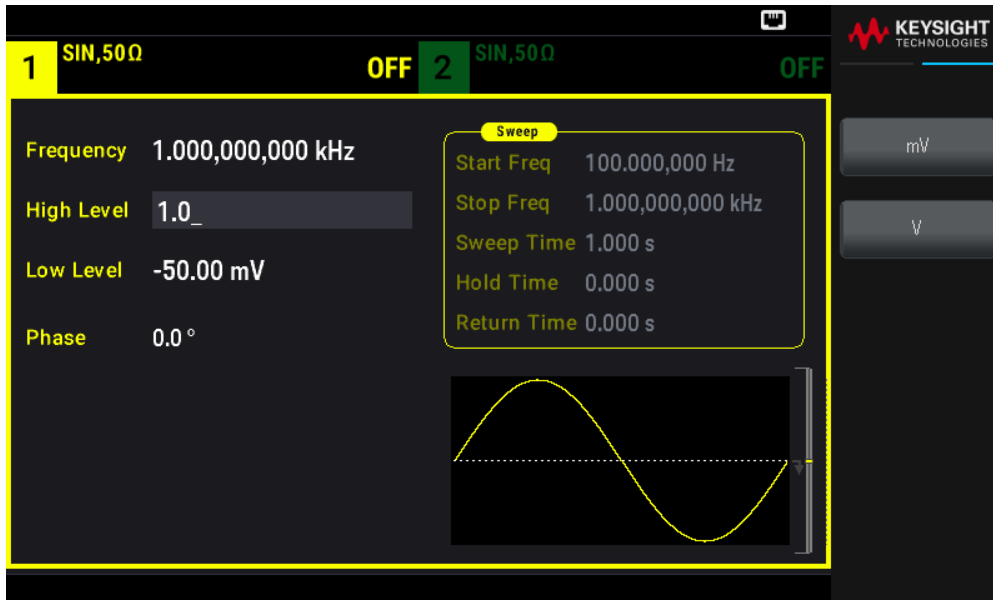 KEYSIGHT
TECHNOLOGIES
1 SIN,50Ω OFF
2 SIN,50Ω OFF
Frequency 1.000,000,000 kHz
High Level 1.0_
Low Level -50.00 mV
Phase 0.0 °
Sweep
Start Freq 100.000,000 Hz
Stop Freq 1.000,000,000 kHz
Sweep Time 1.000 s
Hold Time 0.000 s
Return Time 0.000 s
mV
V